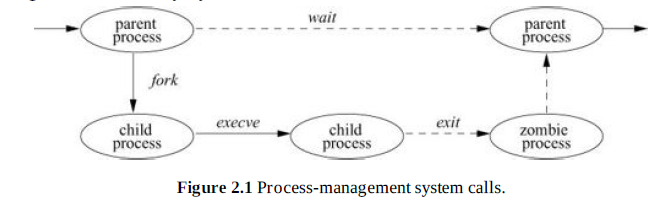 parent
process
wait
parent
process
fork
child
process
execve
child
process
exit
zombie
process
Figure 2.1 Process-management system calls.